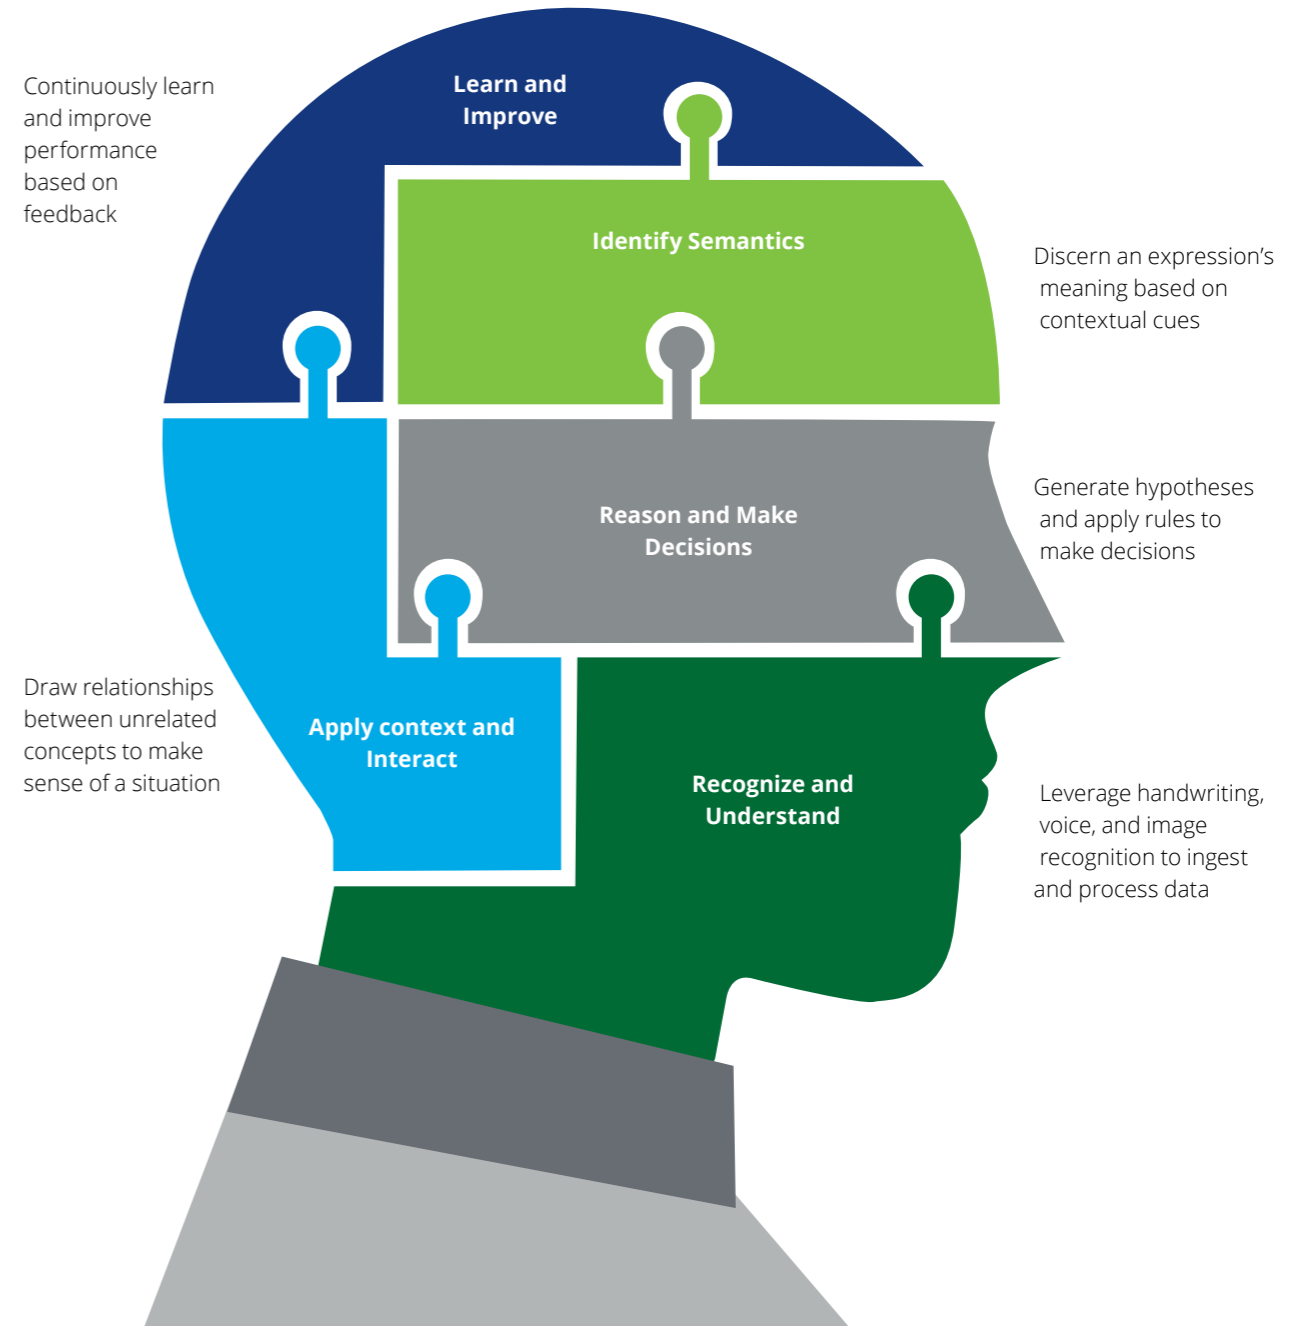 Continuously learn
and improve
performance
based on
feedback
Learn and
Improve
Identify Semantics
Discern an expression’s
meaning based on
contextual cues
Reason and Make
Decisions
Generate hypotheses
and apply rules to
make decisions
Draw relationships
between unrelated
concepts to make
sense of a situation
Apply context and
Interact
Recognize and
Understand
Leverage handwriting,
voice, and image
recognition to ingest
and process data